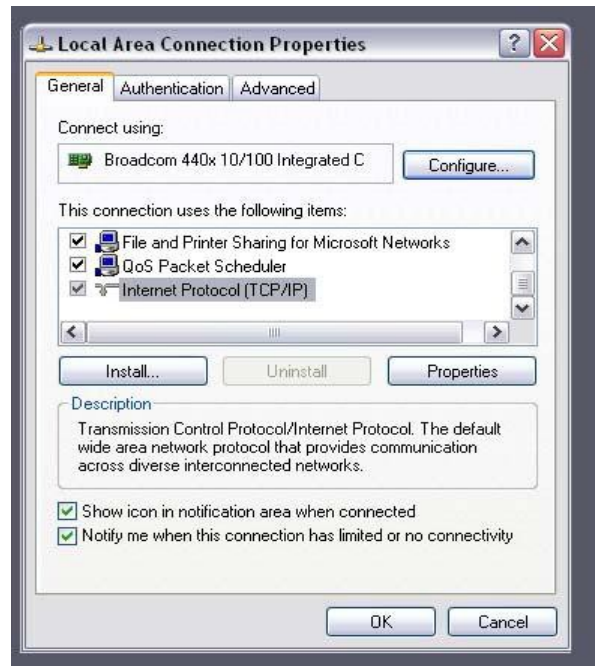 Local Area Connection Properties
General Authentication Advanced
Connect using:
Broadcom 440x 10/100 Integrated C
Configure...
This connection uses the following items:
File and Printer Sharing for Microsoft Networks
QoS Packet Scheduler
Internet Protocol (TCP/IP)
Install... Uninstall Properties
Description
Transmission Control Protocol/Internet Protocol. The default
wide area network protocol that provides communication
across diverse interconnected networks.
Show icon in notification area when connected
Notify me when this connection has limited or no connectivity
OK Cancel